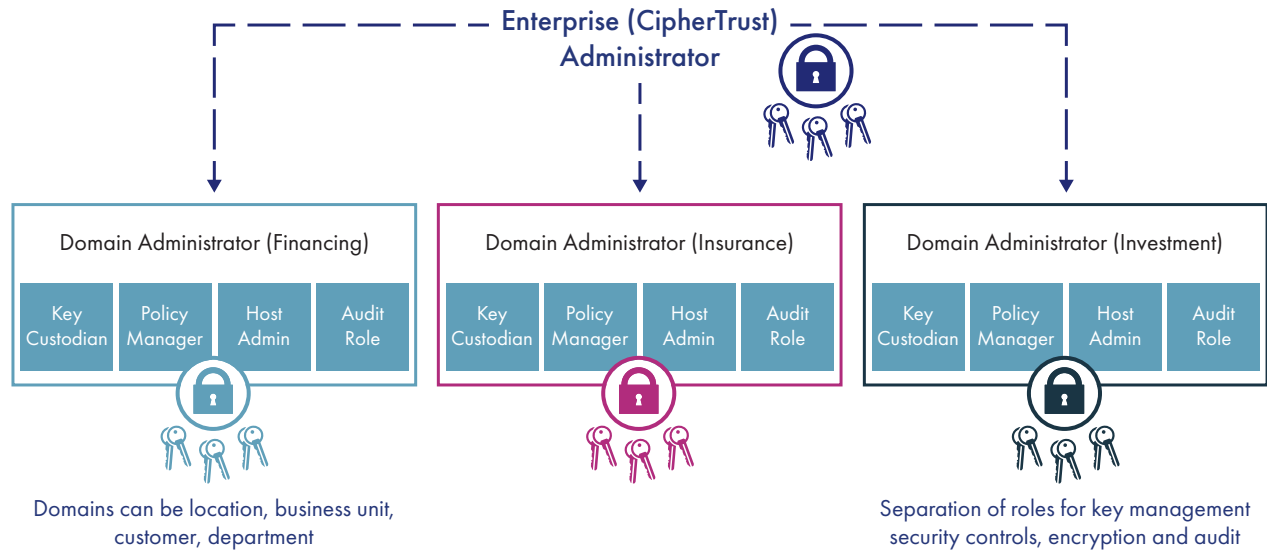 Enterprise (CipherTrust)
Administrator
Domain Administrator (Financing)
Key
Custodian
Policy
Manager
Host
Admin
Audit
Role
Domain Administrator (Insurance)
Key
Custodian
Policy
Manager
Host
Admin
Audit
Role
Domain Administrator (Investment)
Key
Custodian
Policy
Manager
Host
Admin
Audit
Role
Domains can be location, business unit,
customer, department
Separation of roles for key management
security controls, encryption and audit